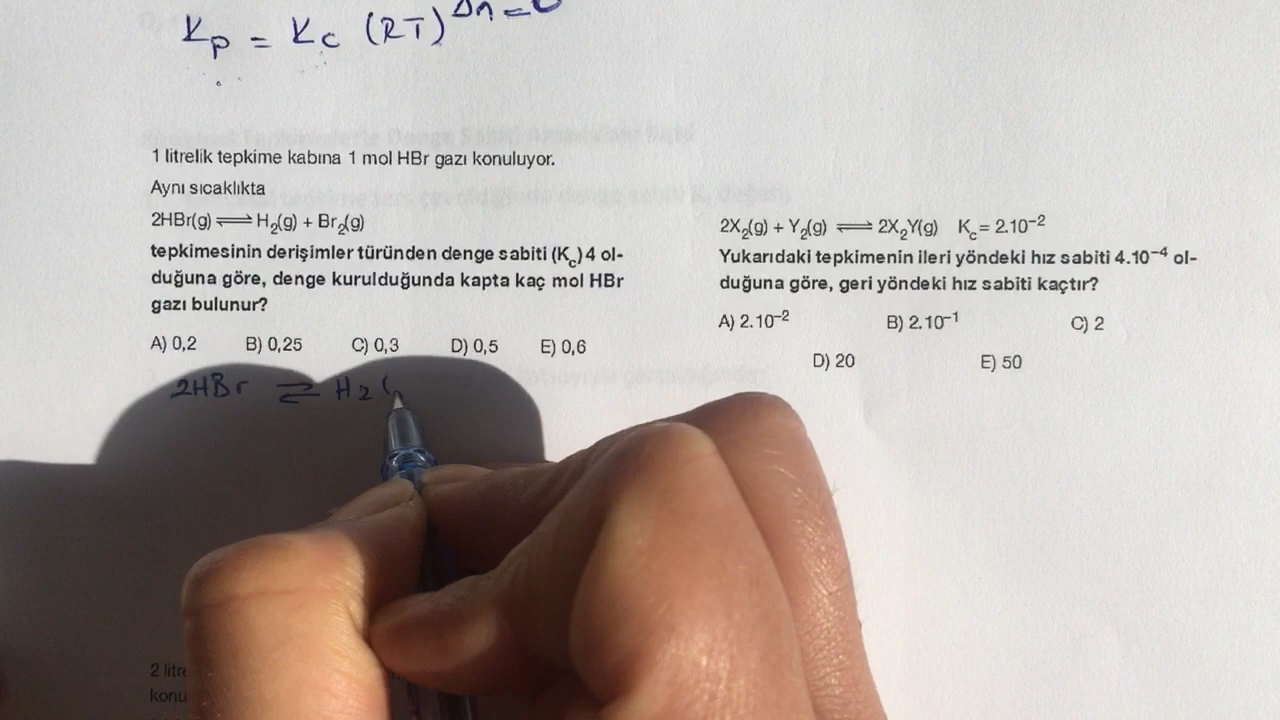 Kp = Kc (RT)^Δn=0
1 litrelik tepkime kabına 1 mol HBr gazı konuluyor.
Aynı sıcaklıkta
2HBr(g) ⇌ H₂(g) + Br₂(g)
tepkimesinin derişimler türünden denge sabiti (K꜀) 4 ol-
duğuna göre, denge kurulduğunda kapta kaç mol HBr
gazı bulunur?
A) 0,2 B) 0,25 C) 0,3 D) 0,5 E) 0,6
2HBr ⇌ H2 (
2 litre
konu
2X₂(g) + Y₂(g) ⇌ 2X₂Y(g) K꜀= 2.10⁻²
Yukarıdaki tepkimenin ileri yöndeki hız sabiti 4.10⁻⁴ ol-
duğuna göre, geri yöndeki hız sabiti kaçtır?
A) 2.10⁻² B) 2.10⁻¹ C) 2
D) 20 E) 50